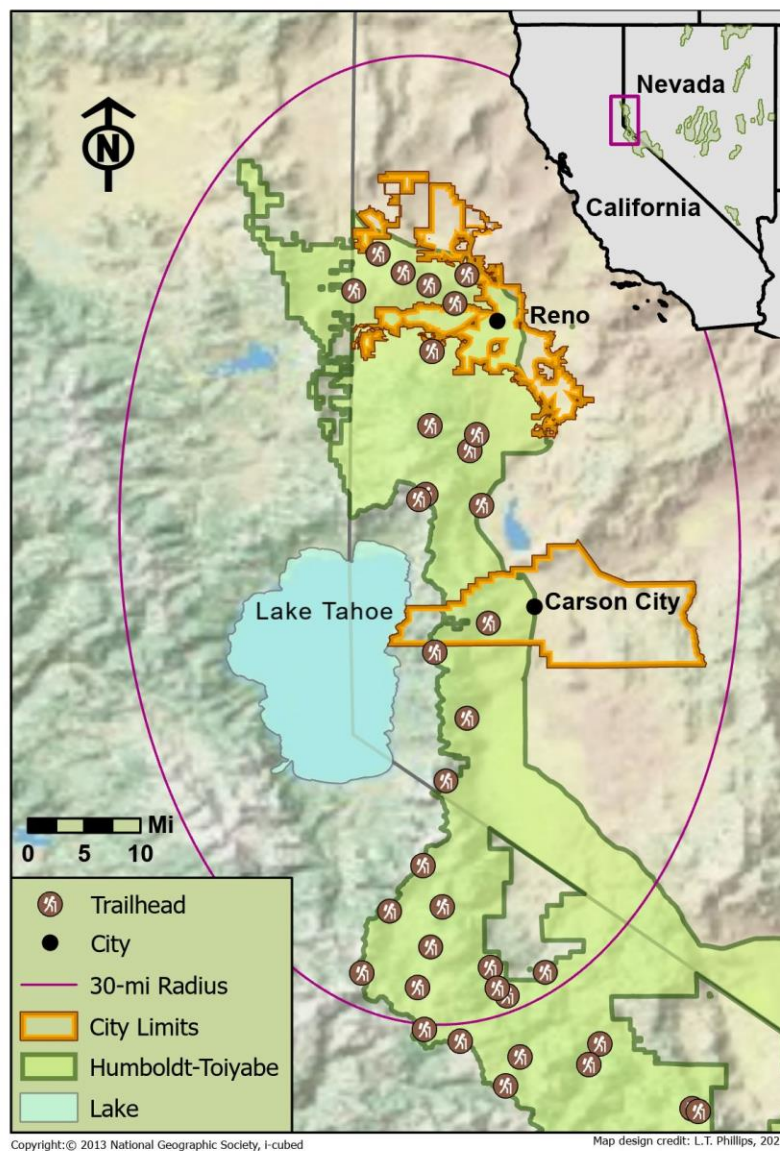 Nevada
California
N
Reno
Lake Tahoe
Carson City
Mi
0 5 10
Trailhead
City
30-mi Radius
City Limits
Humboldt-Toiyabe
Lake
Copyright:© 2013 National Geographic Society, i-cubed
Map design credit: L.T. Phillips, 202